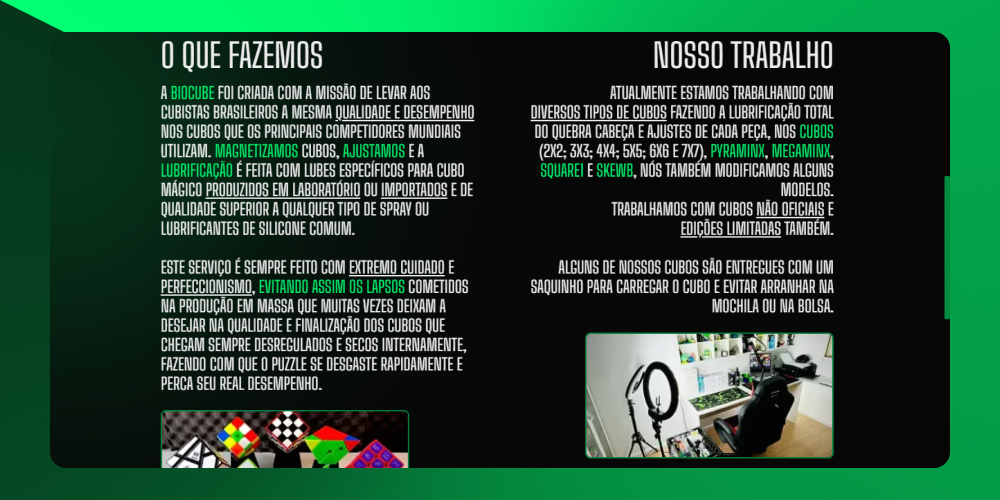 O QUE FAZEMOS
A BIOCUBE FOI CRIADA COM A MISSÃO DE LEVAR AOS
CUBISTAS BRASILEIROS A MESMA QUALIDADE E DESEMPENHO
NOS CUBOS QUE OS PRINCIPAIS COMPETIDORES MUNDIAIS
UTILIZAM. MAGNETIZAMOS CUBOS, AJUSTAMOS E A
LUBRIFICAÇÃO É FEITA COM LUBES ESPECÍFICOS PARA CUBO
MÁGICO PRODUZIDOS EM LABORATÓRIO OU IMPORTADOS E DE
QUALIDADE SUPERIOR A QUALQUER TIPO DE SPRAY OU
LUBRIFICANTES DE SILICONE COMUM.
ESTE SERVIÇO É SEMPRE FEITO COM EXTREMO CUIDADO E
PERFECCIONISMO, EVITANDO ASSIM OS LAPSOS COMETIDOS
NA PRODUÇÃO EM MASSA QUE MUITAS VEZES DEIXAM A
DESEJAR NA QUALIDADE E FINALIZAÇÃO DOS CUBOS QUE
CHEGAM SEMPRE DESREGULADOS E SECOS INTERNAMENTE,
FAZENDO COM QUE O PUZZLE SE DESGASTE RAPIDAMENTE E
PERCA SEU REAL DESEMPENHO.
NOSSO TRABALHO
ATUALMENTE ESTAMOS TRABALHANDO COM
DIVERSOS TIPOS DE CUBOS FAZENDO A LUBRIFICAÇÃO TOTAL
DO QUEBRA CABEÇA E AJUSTES DE CADA PEÇA, NOS CUBOS
(2X2; 3X3; 4X4; 5X5; 6X6 E 7X7), PYRAMINX, MEGAMINX,
SQUARE1 E SKEWB, NÓS TAMBÉM MODIFICAMOS ALGUNS
MODELOS.
TRABALHAMOS COM CUBOS NÃO OFICIAIS E
EDIÇÕES LIMITADAS TAMBÉM.
ALGUNS DE NOSSOS CUBOS SÃO ENTREGUES COM UM
SAQUINHO PARA CARREGAR O CUBO E EVITAR ARRANHAR NA
MOCHILA OU NA BOLSA.